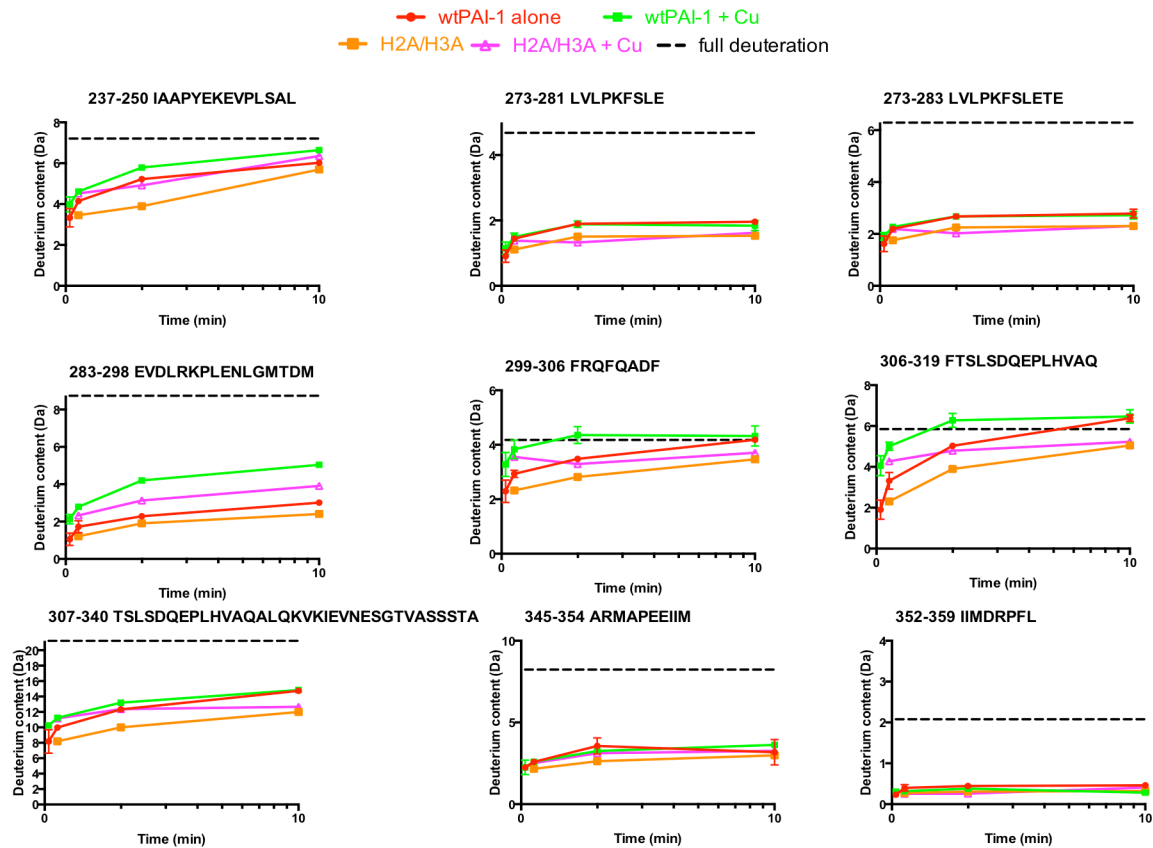 wtPAI-1 alone wtPAI-1 + Cu
H2A/H3A H2A/H3A + Cu full deuteration
237-250 IAAPYEKEVPLSAL
Deuterium content (Da)
8
6
4
2
0
0 10
Time (min)
273-281 LVLPKFSLE
Deuterium content (Da)
4
2
0
0 10
Time (min)
273-283 LVLPKFSLETE
Deuterium content (Da)
6
4
2
0
0 10
Time (min)
283-298 EVDLRKPLENLGMTDM
Deuterium content (Da)
8
6
4
2
0
0 10
Time (min)
299-306 FRQFQADF
Deuterium content (Da)
6
4
2
0
0 10
Time (min)
306-319 FTSLSDQEPLHVAQ
Deuterium content (Da)
8
6
4
2
0
0 10
Time (min)
307-340 TSLSDQEPLHVAQALQKVKIEVNESGTVASSSTA
Deuterium content (Da)
20
18
16
14
12
10
8
6
4
2
0
0 10
Time (min)
345-354 ARMAPEEIIM
Deuterium content (Da)
10
5
0
0 10
Time (min)
352-359 IIMDRPFL
Deuterium content (Da)
4
3
2
1
0
0 10
Time (min)